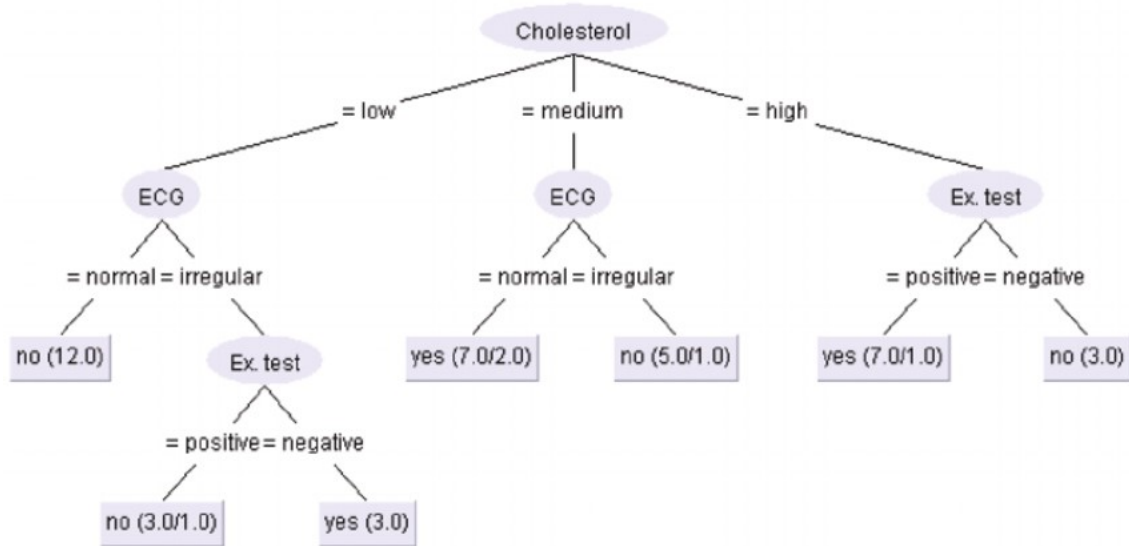 Cholesterol
= low
= medium
= high
ECG
ECG
Ex. test
= normal = irregular
= normal = irregular
= positive = negative
no (12.0)
Ex. test
yes (7.0/2.0)
no (5.0/1.0)
yes (7.0/1.0)
no (3.0)
= positive = negative
no (3.0/1.0)
yes (3.0)